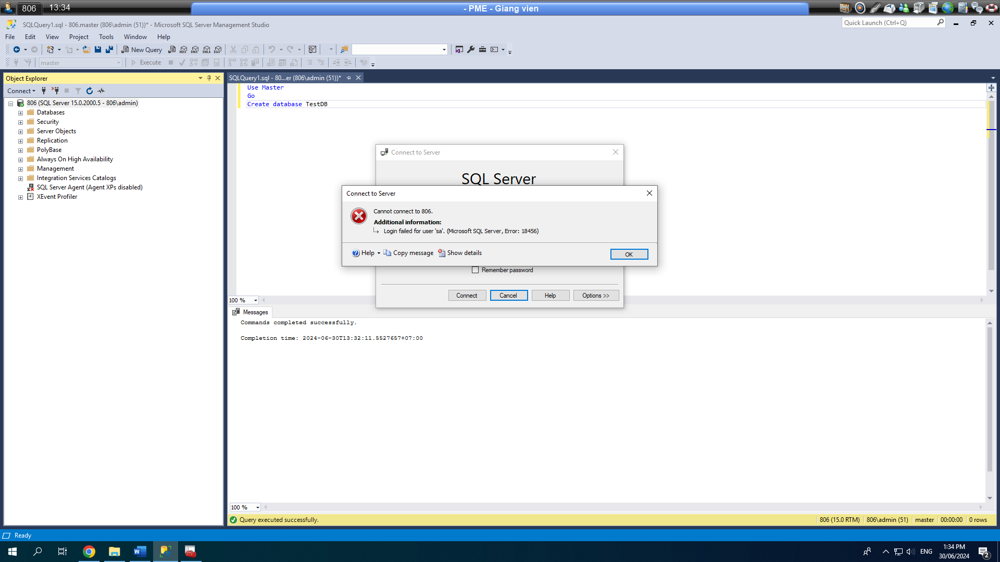 806
13:34
- PME - Giang vien
SQLQuery1.sql - 806.master (806\admin (51))* - Microsoft SQL Server Management Studio
Quick Launch (Ctrl+Q)
File Edit View Project Tools Window Help
New Query MDX DMX XMLA DAX
master
Execute
Object Explorer
Connect
806 (SQL Server 15.0.2000.5 - 806\admin)
Databases
Security
Server Objects
Replication
PolyBase
Always On High Availability
Management
Integration Services Catalogs
SQL Server Agent (Agent XPs disabled)
XEvent Profiler
SQLQuery1.sql - 80...er (806\admin (51))*
Use Master
Go
Create database TestDB
Connect to Server
SQL Server
Connect to Server
Cannot connect to 806.
Additional information:
Login failed for user 'sa'. (Microsoft SQL Server, Error: 18456)
Help Copy message Show details
OK
Remember password
Connect Cancel Help Options >>
100 %
Messages
Commands completed successfully.
Completion time: 2024-06-30T13:32:11.5527657+07:00
100 %
Query executed successfully.
806 (15.0 RTM) 806\admin (51) master 00:00:00 0 rows
Ready
ENG
1:34 PM
30/06/2024
2